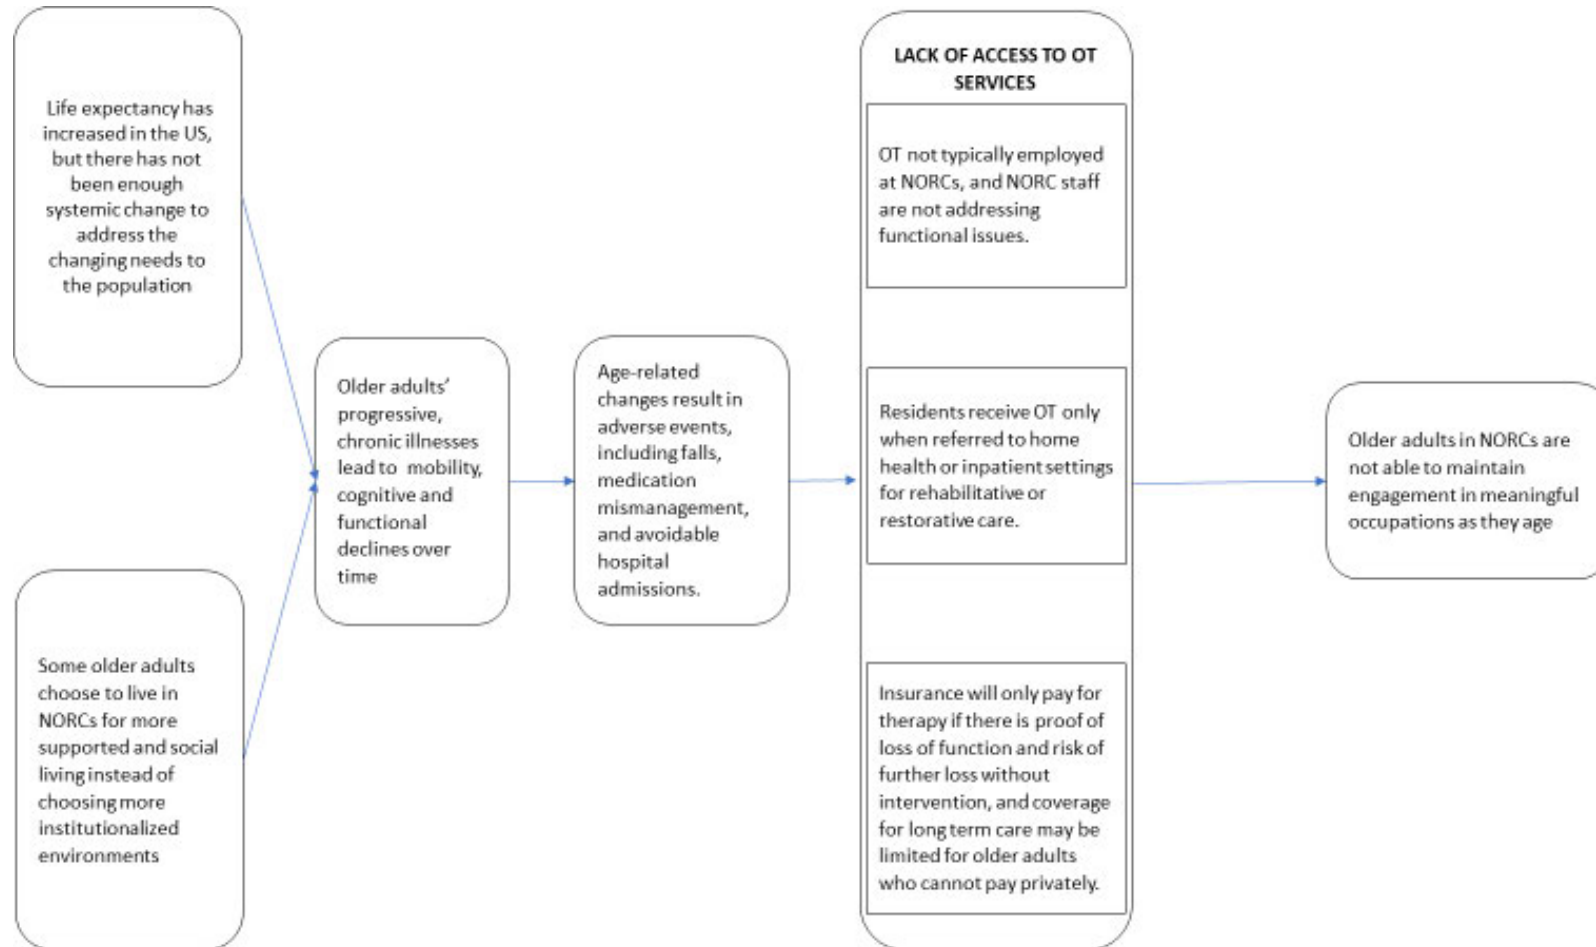 Life expectancy has
increased in the US,
but there has not
been enough
systemic change to
address the
changing needs to
the population
Some older adults
choose to live in
NORCs for more
supported and social
living instead of
choosing more
institutionalized
environments
Older adults'
progressive,
chronic illnesses
lead to mobility,
cognitive and
functional
declines over
time
Age-related
changes result in
adverse events,
including falls,
medication
mismanagement,
and avoidable
hospital
admissions.
LACK OF ACCESS TO OT
SERVICES
OT not typically employed
at NORCs, and NORC staff
are not addressing
functional issues.
Residents receive OT only
when referred to home
health or inpatient settings
for rehabilitative or
restorative care.
Insurance will only pay for
therapy if there is proof of
loss of function and risk of
further loss without
intervention, and coverage
for long term care may be
limited for older adults
who cannot pay privately.
Older adults in NORCs are
not able to maintain
engagement in meaningful
occupations as they age